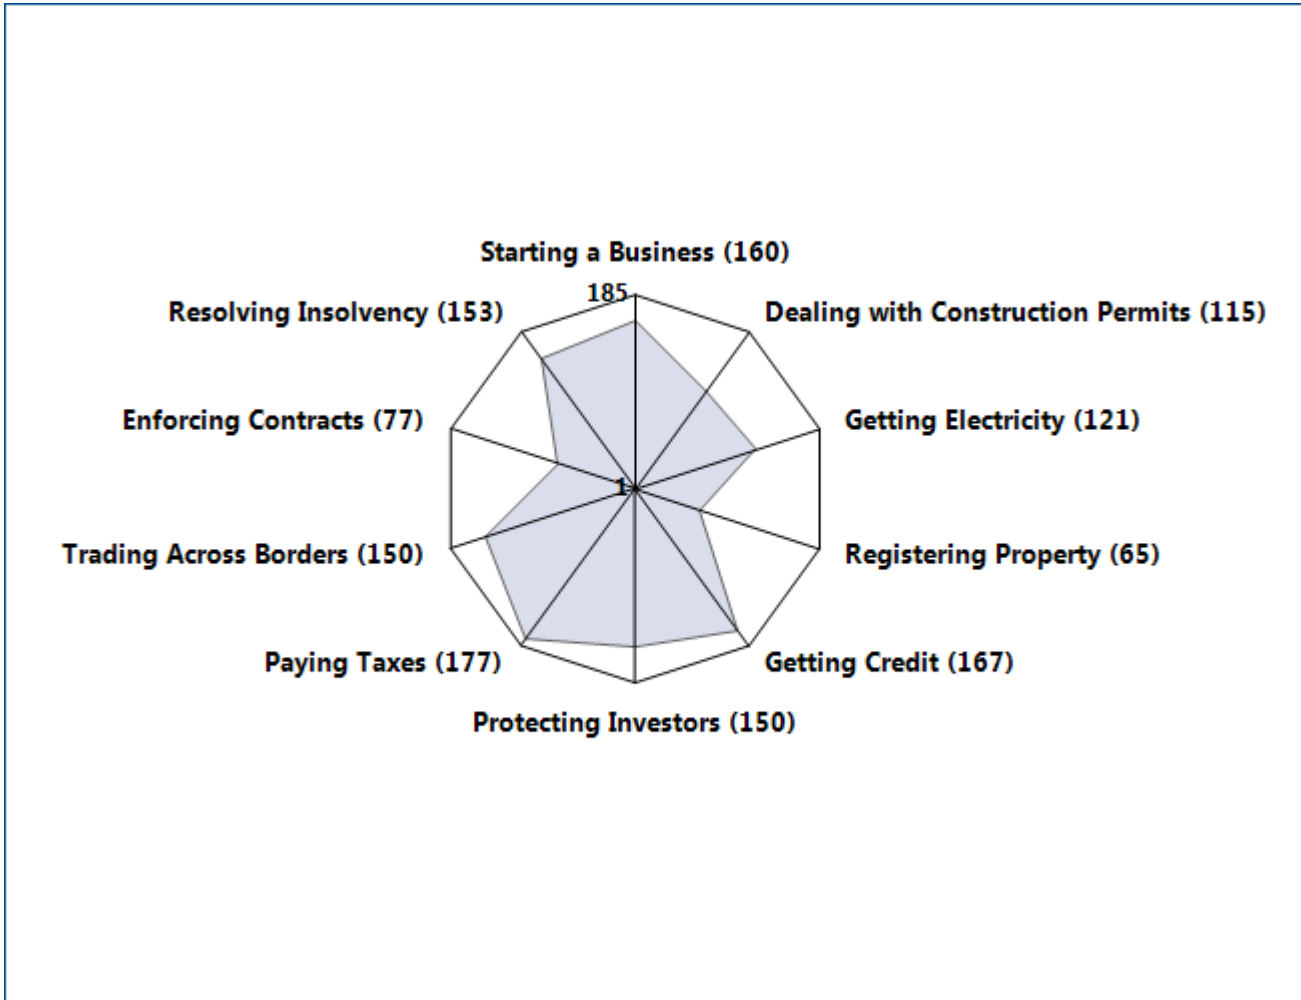 Starting a Business (160)
185
Resolving Insolvency (153)
Dealing with Construction Permits (115)
Enforcing Contracts (77)
Getting Electricity (121)
1
Trading Across Borders (150)
Registering Property (65)
Paying Taxes (177)
Getting Credit (167)
Protecting Investors (150)